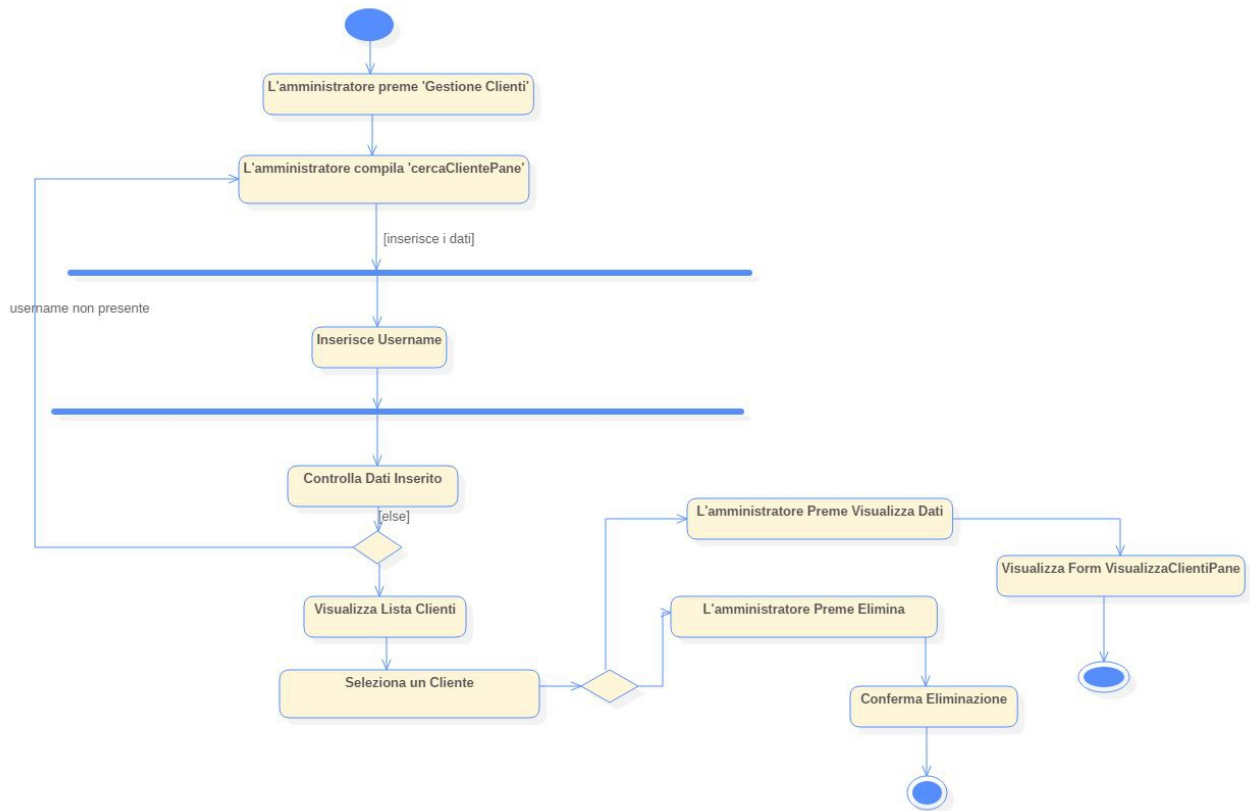 L'amministratore preme 'Gestione Clienti'
L'amministratore compila 'cercaClientePane'
[inserisce i dati]
username non presente
Inserisce Username
Controlla Dati Inserito
[else]
L'amministratore Preme Visualizza Dati
Visualizza Form VisualizzaClientiPane
Visualizza Lista Clienti
L'amministratore Preme Elimina
Seleziona un Cliente
Conferma Eliminazione